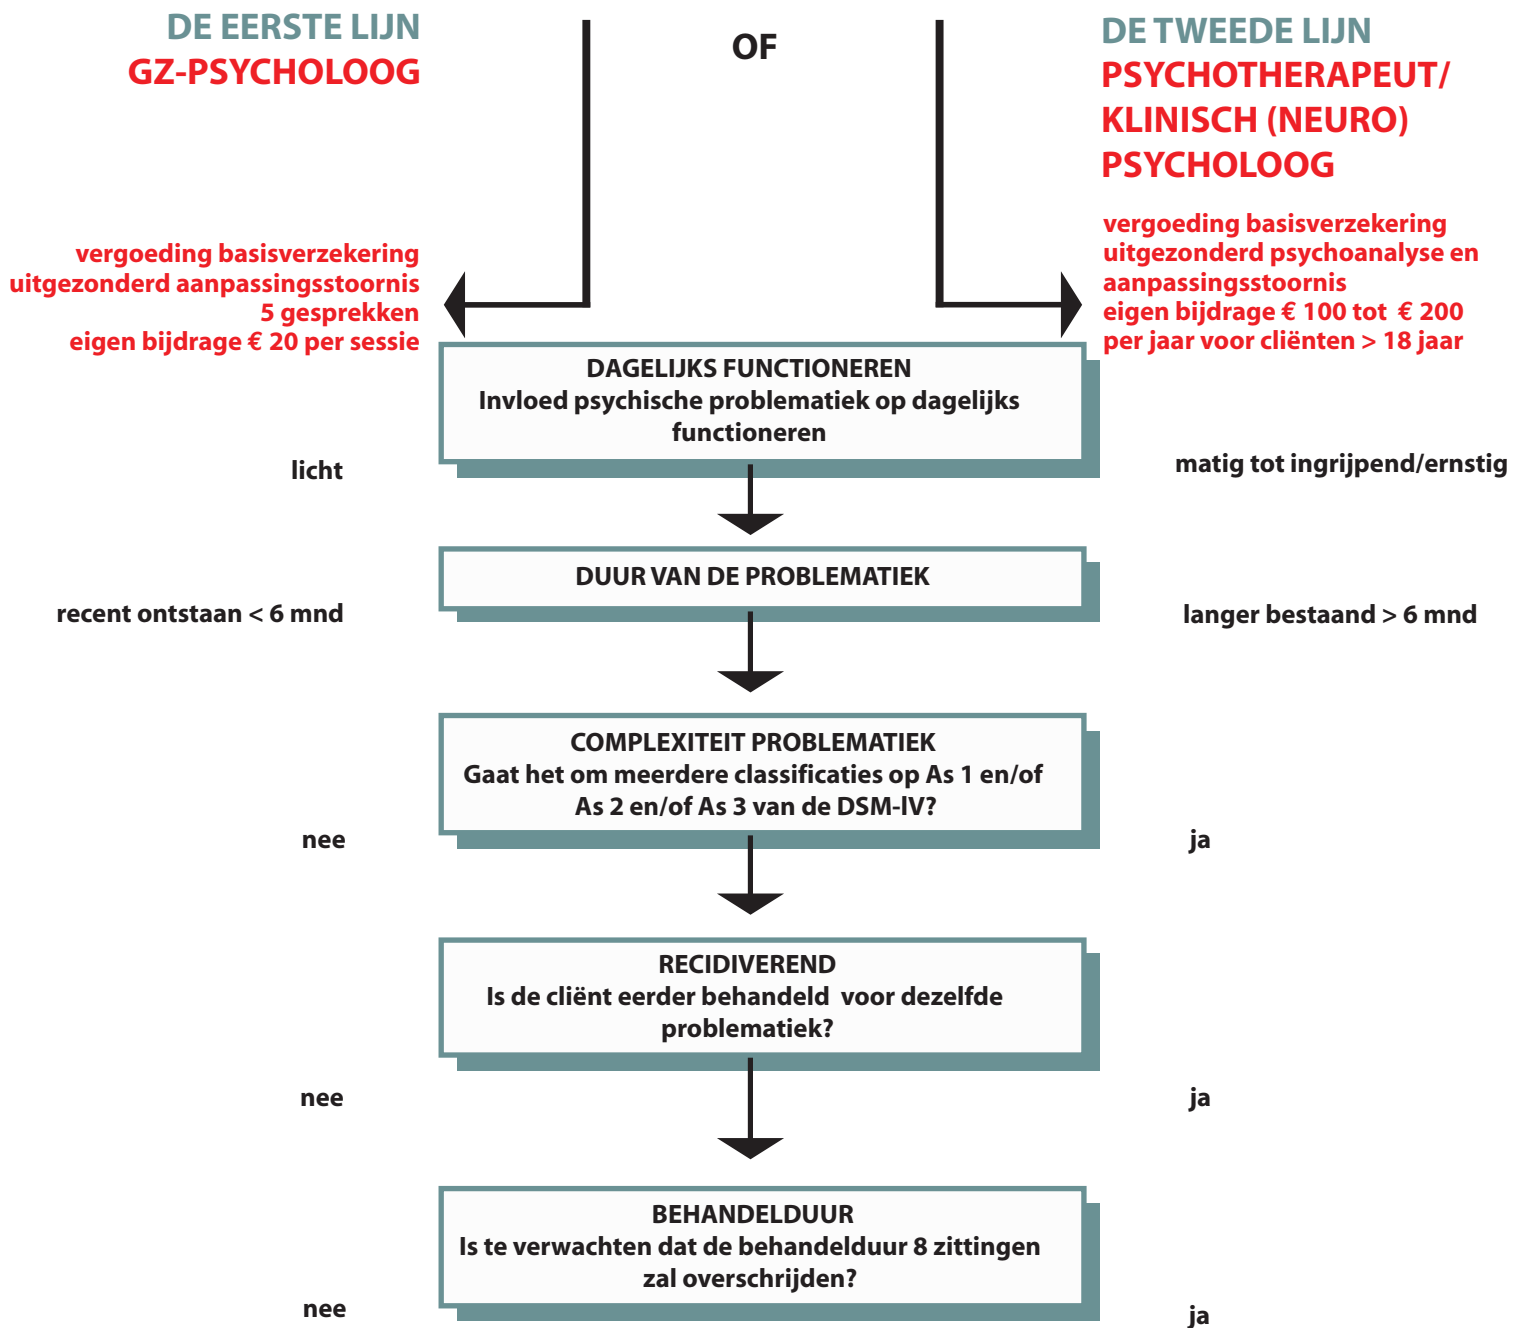 DE EERSTE LIJN
GZ-PSYCHOLOOG
OF
DE TWEEDE LIJN
PSYCHOTHERAPEUT/
KLINISCH (NEURO)
PSYCHOLOOG
vergoeding basisverzekering
uitgezonderd aanpassingsstoornis
5 gesprekken
eigen bijdrage € 20 per sessie
vergoeding basisverzekering
uitgezonderd psychoanalyse en
aanpassingsstoornis
eigen bijdrage € 100 tot € 200
per jaar voor cliënten > 18 jaar
DAGELIJKS FUNCTIONEREN
Invloed psychische problematiek op dagelijks
functioneren
licht
matig tot ingrijpend/ernstig
DUUR VAN DE PROBLEMATIEK
recent ontstaan < 6 mnd
langer bestaand > 6 mnd
COMPLEXITEIT PROBLEMATIEK
Gaat het om meerdere classificaties op As 1 en/of
As 2 en/of As 3 van de DSM-lV?
nee
ja
RECIDIVEREND
Is de cliënt eerder behandeld voor dezelfde
problematiek?
nee
ja
BEHANDELDUUR
Is te verwachten dat de behandelduur 8 zittingen
zal overschrijden?
nee
ja